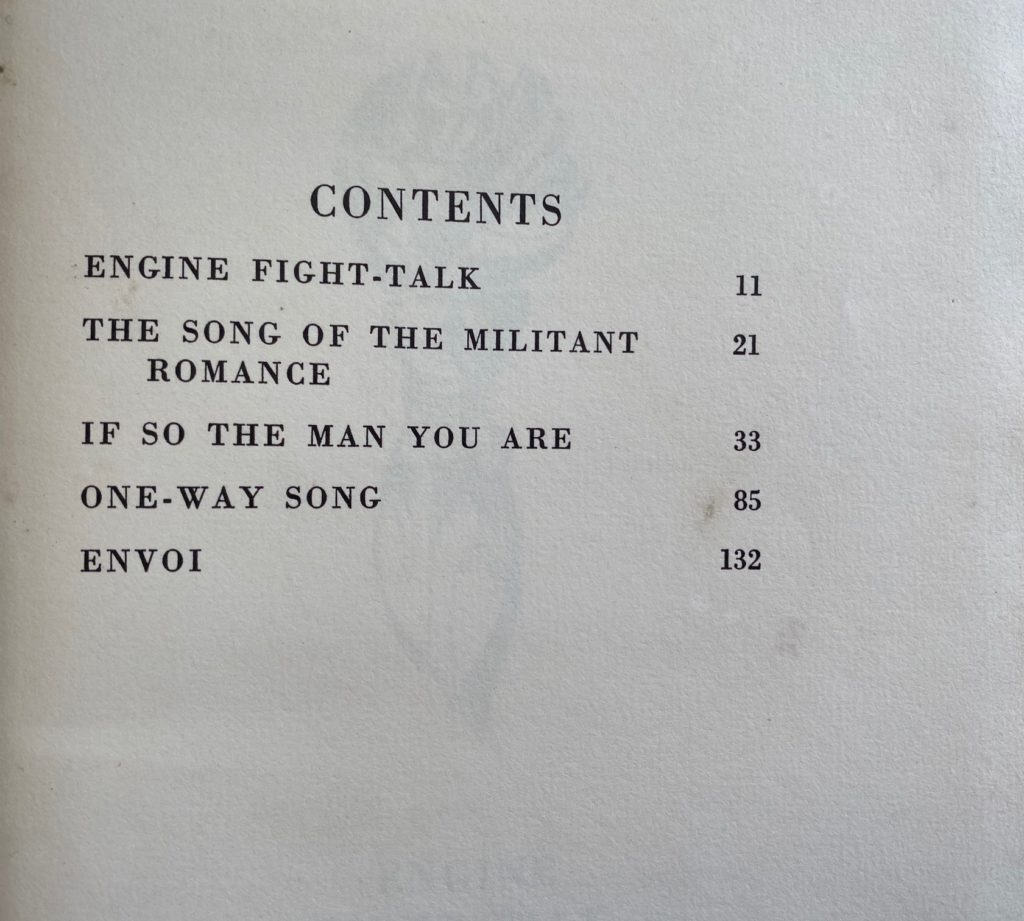 CONTENTS
ENGINE FIGHT-TALK 11
THE SONG OF THE MILITANT 21
ROMANCE
IF SO THE MAN YOU ARE 33
ONE-WAY SONG 85
ENVOI 132
ENGINE